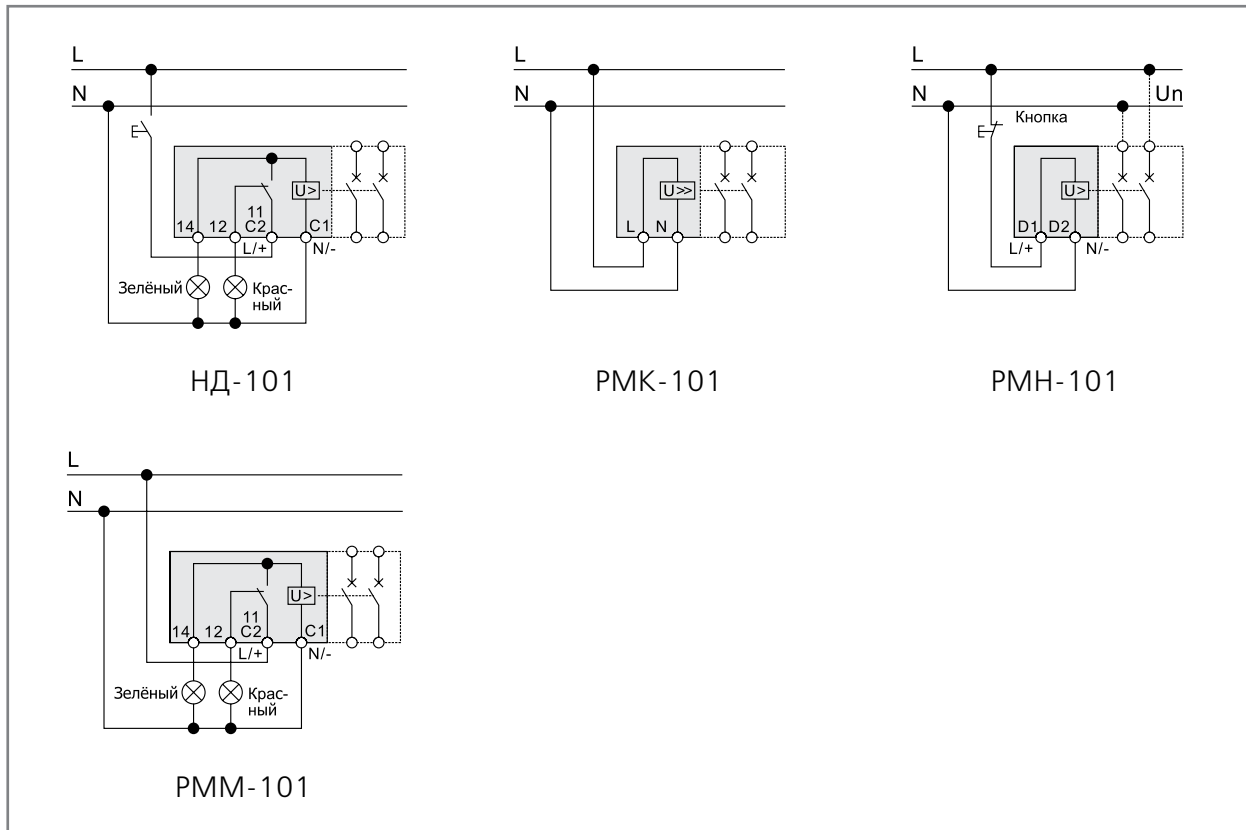 L
N
U>
11
14
12
C2
C1
L/+
N/-
Зелёный
Крас-
ный
НД-101
L
N
U>>
L
N
РМК-101
L
N
Un
Кнопка
U>
D1
D2
L/+
N/-
РМН-101
L
N
U>
11
14
12
C2
C1
L/+
N/-
Зелёный
Крас-
ный
РММ-101